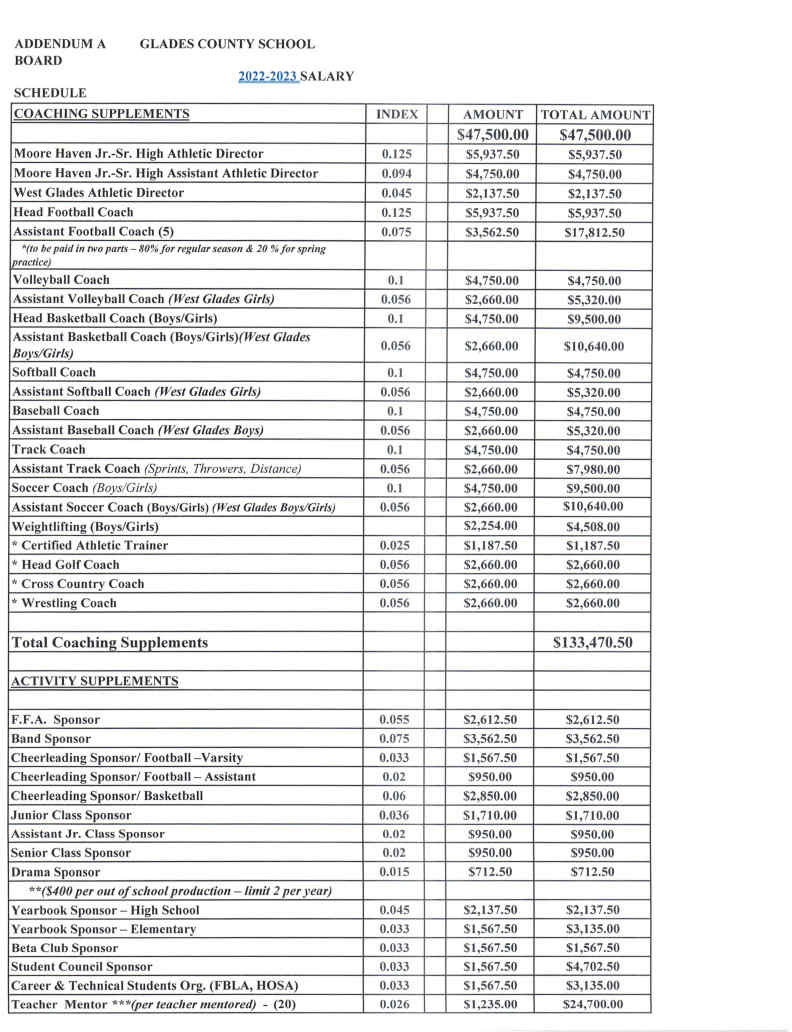 ADDENDUM A GLADES COUNTY SCHOOL
BOARD
2022-2023 SALARY
SCHEDULE
COACHING SUPPLEMENTS INDEX AMOUNT TOTAL AMOUNT
$47,500.00 $47,500.00
Moore Haven Jr.-Sr. High Athletic Director 0.125 $5,937.50 $5,937.50
Moore Haven Jr.-Sr. High Assistant Athletic Director 0.094 $4,750.00 $4,750.00
West Glades Athletic Director 0.045 $2,137.50 $2,137.50
Head Football Coach 0.125 $5,937.50 $5,937.50
Assistant Football Coach (5) 0.075 $3,562.50 $17,812.50
*(to be paid in two parts – 80% for regular season & 20 % for spring
practice)
Volleyball Coach 0.1 $4,750.00 $4,750.00
Assistant Volleyball Coach (West Glades Girls) 0.056 $2,660.00 $5,320.00
Head Basketball Coach (Boys/Girls) 0.1 $4,750.00 $9,500.00
Assistant Basketball Coach (Boys/Girls)(West Glades
Boys/Girls) 0.056 $2,660.00 $10,640.00
Softball Coach 0.1 $4,750.00 $4,750.00
Assistant Softball Coach (West Glades Girls) 0.056 $2,660.00 $5,320.00
Baseball Coach 0.1 $4,750.00 $4,750.00
Assistant Baseball Coach (West Glades Boys) 0.056 $2,660.00 $5,320.00
Track Coach 0.1 $4,750.00 $4,750.00
Assistant Track Coach (Sprints, Throwers, Distance) 0.056 $2,660.00 $7,980.00
Soccer Coach (Boys/Girls) 0.1 $4,750.00 $9,500.00
Assistant Soccer Coach (Boys/Girls) (West Glades Boys/Girls) 0.056 $2,660.00 $10,640.00
Weightlifting (Boys/Girls) $2,254.00 $4,508.00
* Certified Athletic Trainer 0.025 $1,187.50 $1,187.50
* Head Golf Coach 0.056 $2,660.00 $2,660.00
* Cross Country Coach 0.056 $2,660.00 $2,660.00
* Wrestling Coach 0.056 $2,660.00 $2,660.00
Total Coaching Supplements $133,470.50
ACTIVITY SUPPLEMENTS
F.F.A. Sponsor 0.055 $2,612.50 $2,612.50
Band Sponsor 0.075 $3,562.50 $3,562.50
Cheerleading Sponsor/ Football –Varsity 0.033 $1,567.50 $1,567.50
Cheerleading Sponsor/ Football – Assistant 0.02 $950.00 $950.00
Cheerleading Sponsor/ Basketball 0.06 $2,850.00 $2,850.00
Junior Class Sponsor 0.036 $1,710.00 $1,710.00
Assistant Jr. Class Sponsor 0.02 $950.00 $950.00
Senior Class Sponsor 0.02 $950.00 $950.00
Drama Sponsor 0.015 $712.50 $712.50
**($400 per out of school production – limit 2 per year)
Yearbook Sponsor – High School 0.045 $2,137.50 $2,137.50
Yearbook Sponsor – Elementary 0.033 $1,567.50 $3,135.00
Beta Club Sponsor 0.033 $1,567.50 $1,567.50
Student Council Sponsor 0.033 $1,567.50 $4,702.50
Career & Technical Students Org. (FBLA, HOSA) 0.033 $1,567.50 $3,135.00
Teacher Mentor ***(per teacher mentored) - (20) 0.026 $1,235.00 $24,700.00